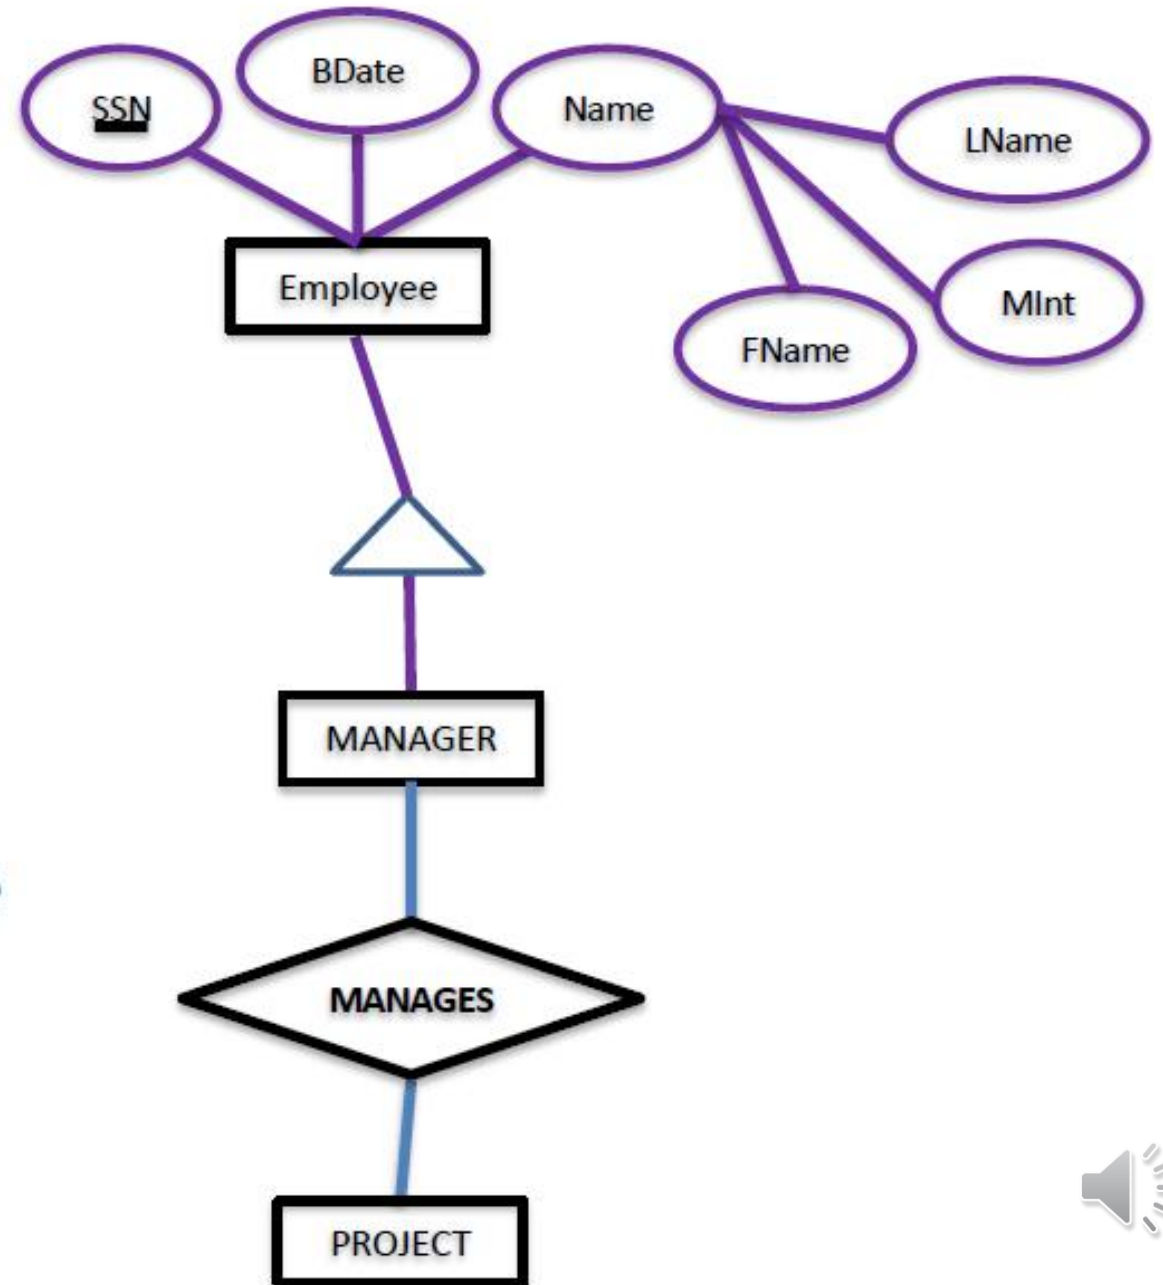 SSN
BDate
Name
LName
MInt
FName
Employee
MANAGER
MANAGES
PROJECT